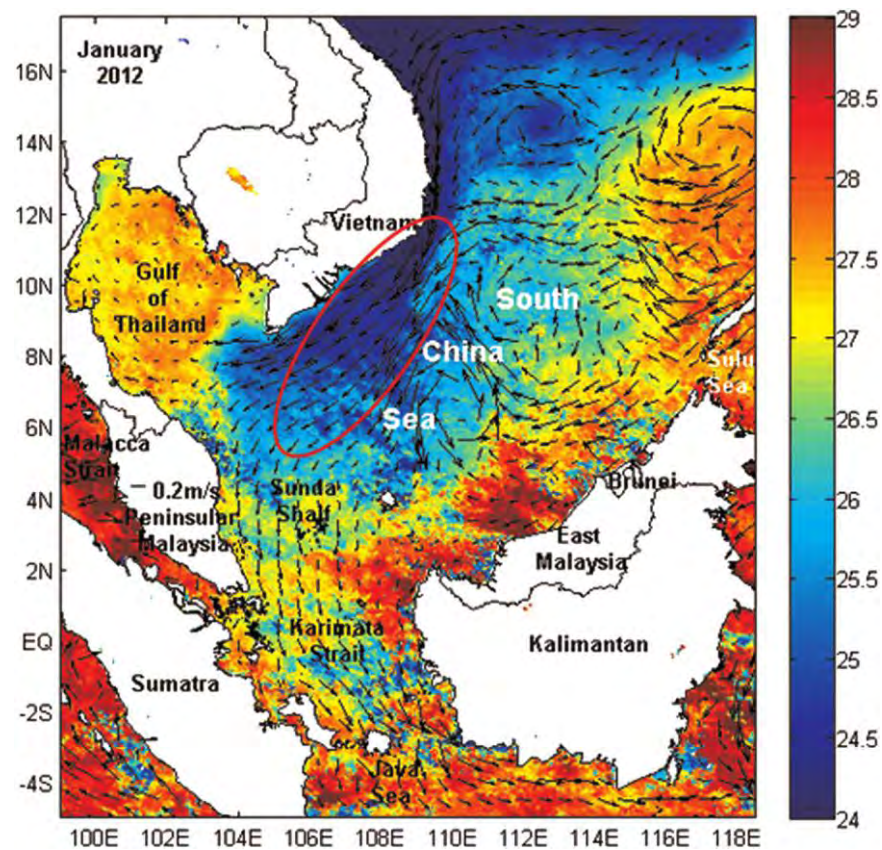 January
2012
16N
14N
12N
10N
8N
6N
4N
2N
EQ
-2S
-4S
Vietnam
Gulf
of
Thailand
South
China
Sea
Sulu
Sea
Malacca
Strait
0.2m/s
Peninsular
Malaysia
Sunda
Shalf
Brunei
East
Malaysia
Karimata
Strait
Kalimantan
Sumatra
Java
Sea
100E 102E 104E 106E 108E 110E 112E 114E 116E 118E
29
28.5
28
27.5
27
26.5
26
25.5
25
24.5
24